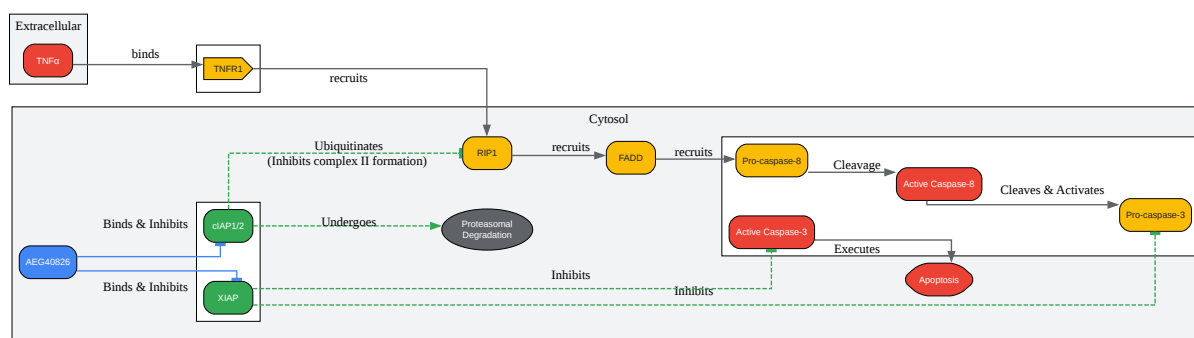 Extracellular
TNFα
binds
TNFR1
recruits
Cytosol
Ubiquitinates
(Inhibits complex II formation)
RIP1
recruits
FADD
recruits
Pro-caspase-8
Cleavage
Active Caspase-8
Cleaves & Activates
Pro-caspase-3
Binds & Inhibits
cIAP1/2
Undergoes
Proteasomal
Degradation
Active Caspase-3
Executes
AEG40826
Binds & Inhibits
XIAP
Inhibits
Inhibits
Apoptosis